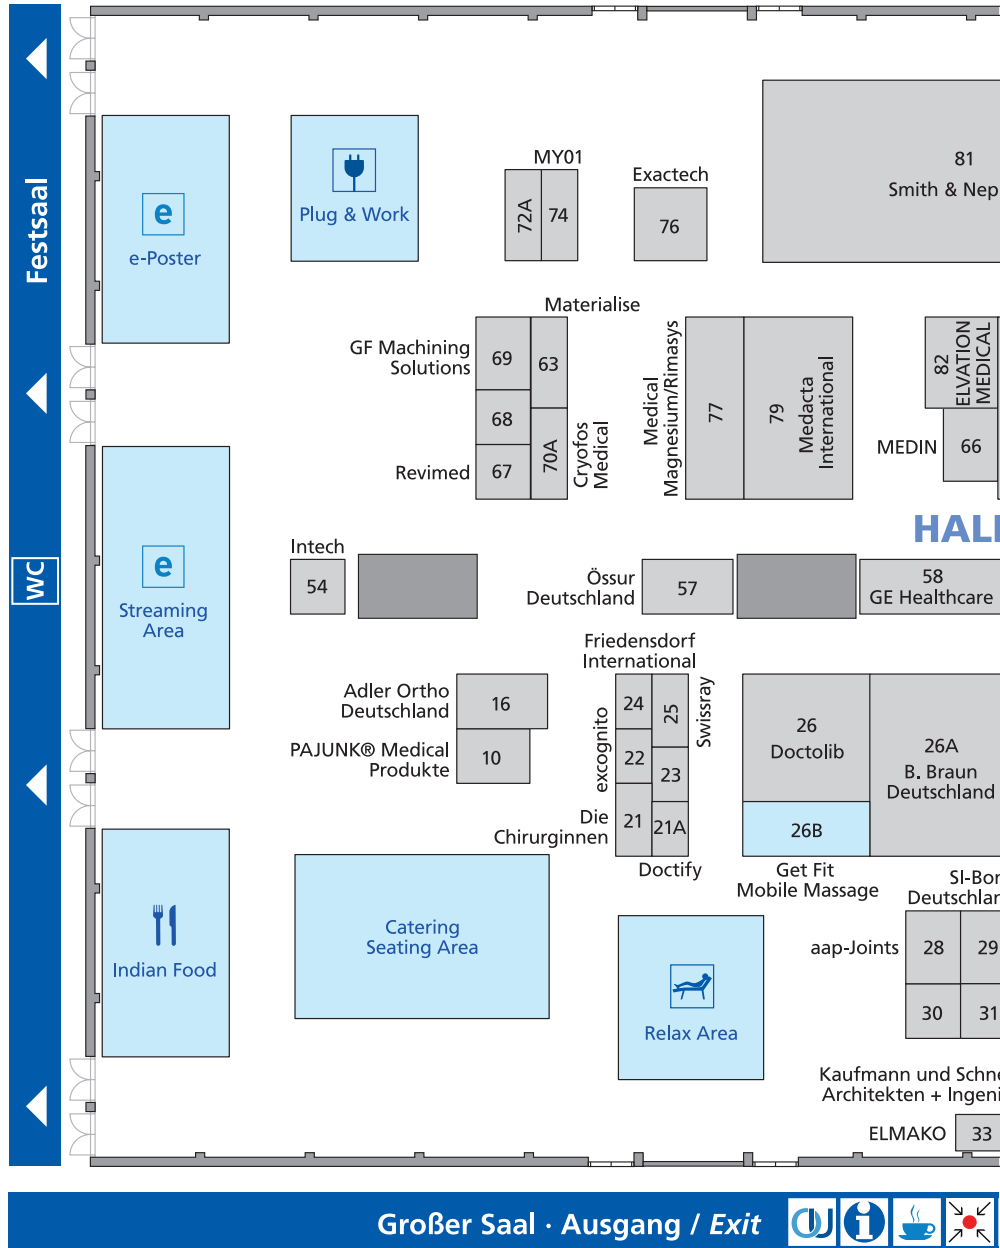 Festsaal
WC
e
e-Poster
Plug & Work
MY01
72A
74
Exactech
76
81
Smith & Nep
Materialise
GF Machining
Solutions
69
63
68
Revimed
67
70A
Cryofos
Medical
Medical
Magnesium/Rimasys
77
79
Medacta
International
82
ELVATION
MEDICAL
MEDIN
66
HALL
e
Streaming
Area
Intech
54
Össur
Deutschland
57
58
GE Healthcare
Friedensdorf
International
Adler Ortho
Deutschland
16
PAJUNK® Medical
Produkte
10
excognito
24
25
Swissray
22
23
Die
Chirurginnen
21
21A
Doctify
26
Doctolib
26A
B. Braun
Deutschland
26B
Get Fit
Mobile Massage
SI-Bon
Deutschlan
aap-Joints
28
29
30
31
Indian Food
Catering
Seating Area
Relax Area
Kaufmann und Schne
Architekten + Ingeni
ELMAKO
33
Großer Saal · Ausgang / Exit
i